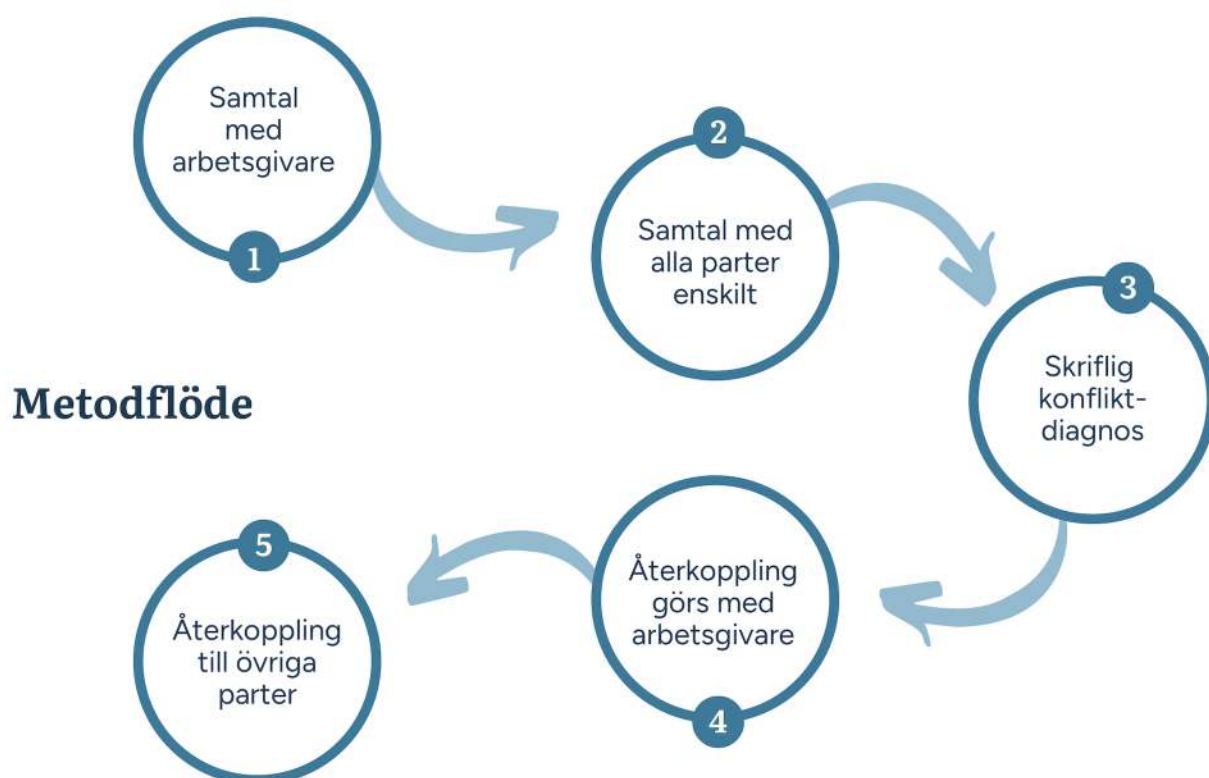 Samtal
med
arbetsgivare
1
2
Samtal med
alla parter
enskilt
3
Skriflig
konflikt-
diagnos
Metodflöde
Återkoppling
görs med
arbetsgivare
4
5
Återkoppling
till övriga
parter